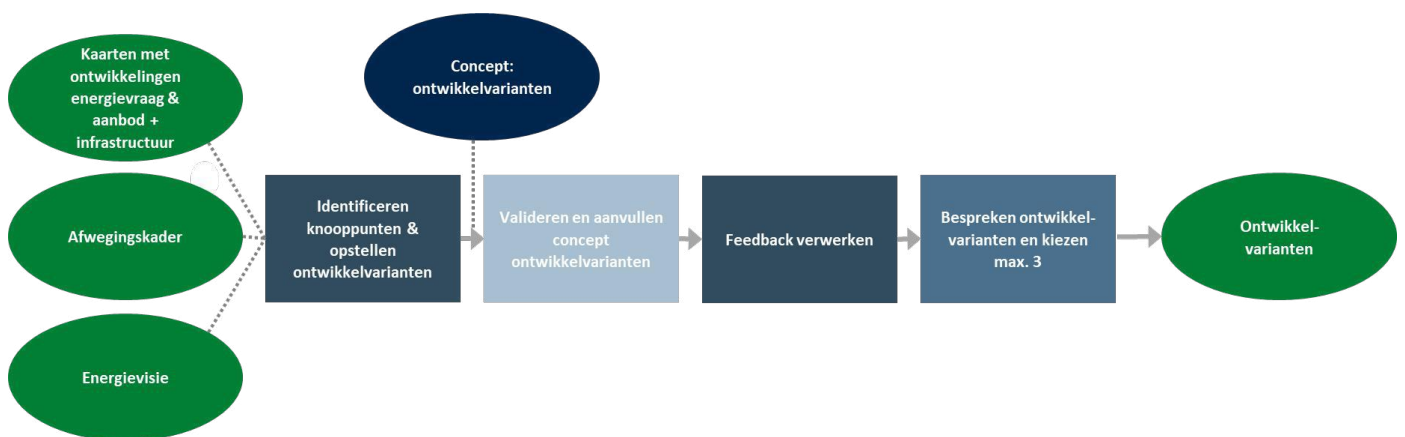 Kaarten met
ontwikkelingen
energievraag &
aanbod +
infrastructuur
Concept:
ontwikkelvarianten
Afwegingskader
Energievisie
Identificeren
knooppunten &
opstellen
ontwikkelvarianten
Valideren en aanvullen
concept
ontwikkelvarianten
Feedback verwerken
Bespreken ontwikkel-
varianten en kiezen
max. 3
Ontwikkel-
varianten